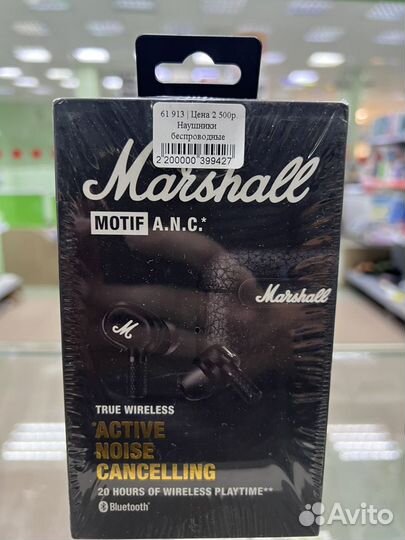 61 913 | Цена 2 500р.
Наушники
беспроводные
2 200000 399427
Marshall
MOTIF A.N.C.*
Marshall
M
TRUE WIRELESS
*ACTIVE
NOISE
CANCELLING
20 HOURS OF WIRELESS PLAYTIME**
Bluetooth®
Avito